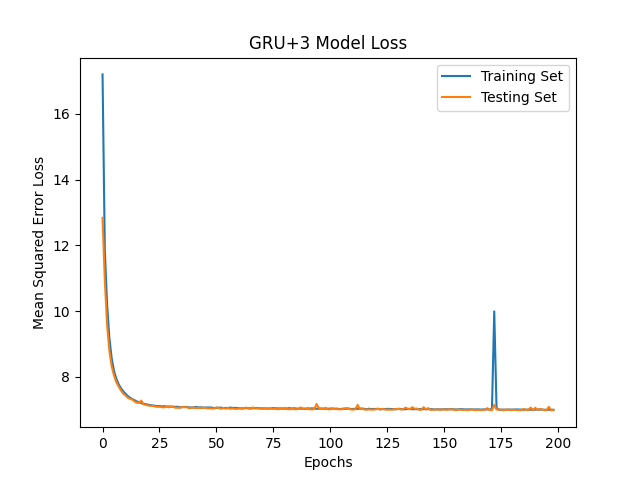 GRU+3 Model Loss
Training Set
Testing Set
Mean Squared Error Loss
16
14
12
10
8
0
25
50
75
100
125
150
175
200
Epochs